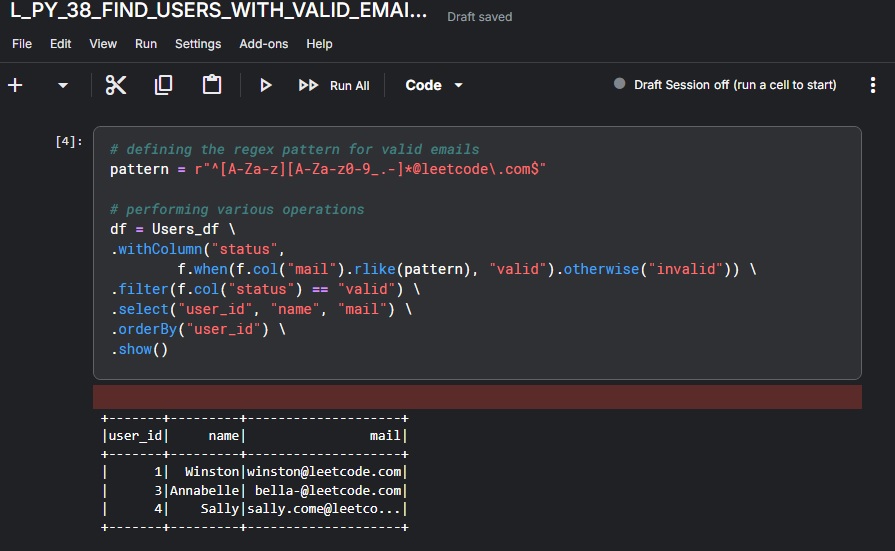 L_PY_38_FIND_USERS_WITH_VALID_EMAI... Draft saved
File Edit View Run Settings Add-ons Help
Run All Code Draft Session off (run a cell to start)
[4]:
# defining the regex pattern for valid emails
pattern = r"^[A-Za-z][A-Za-z0-9_.-]*@leetcode\.com$"
# performing various operations
df = Users_df \
.withColumn("status",
f.when(f.col("mail").rlike(pattern), "valid").otherwise("invalid")) \
.filter(f.col("status") == "valid") \
.select("user_id", "name", "mail") \
.orderBy("user_id") \
.show()
+-------+---------+--------------------+
|user_id|     name|                mail|
+-------+---------+--------------------+
|      1|  Winston|winston@leetcode.com|
|      3|Annabelle| bella-@leetcode.com|
|      4|    Sally|sally.come@leetco...|
+-------+---------+--------------------+